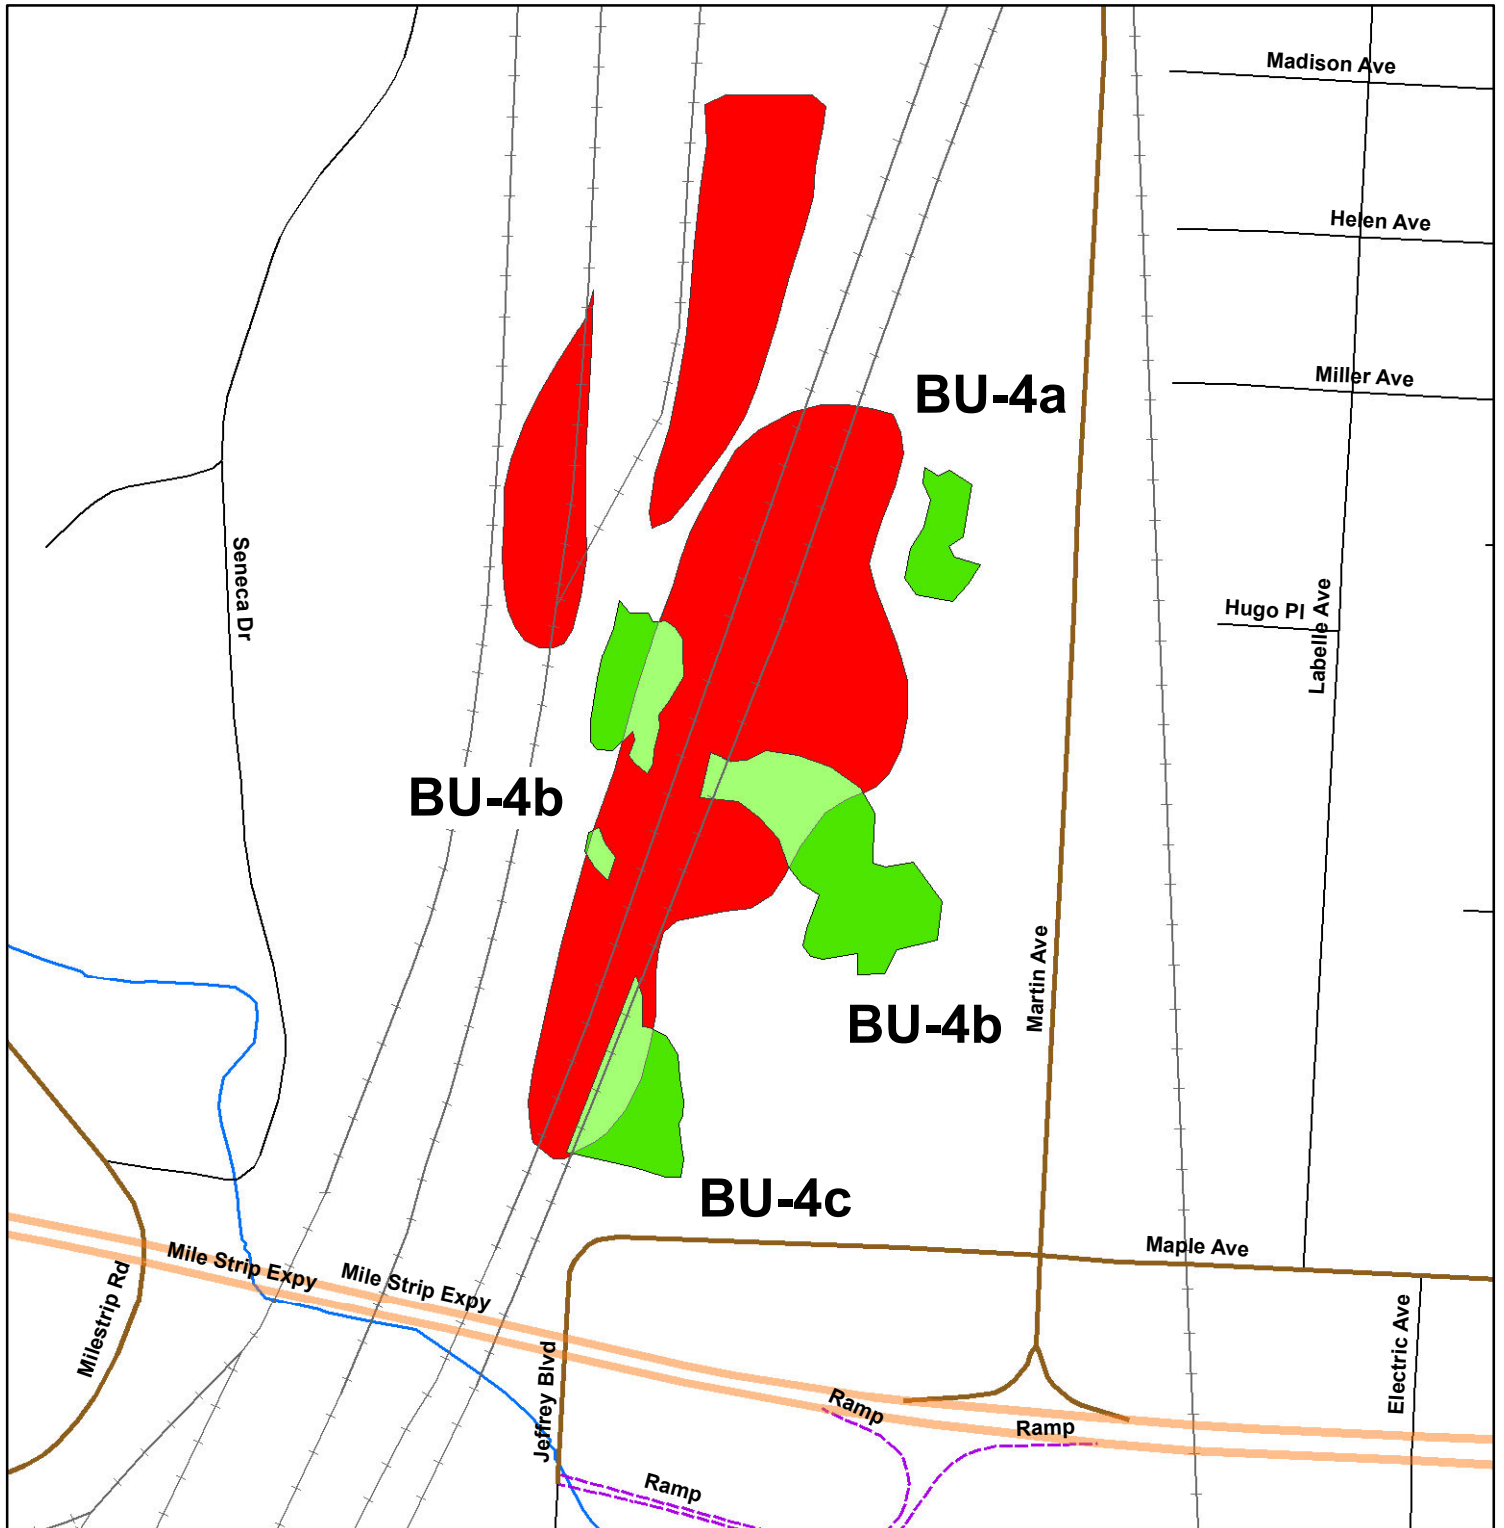 Madison Ave
Helen Ave
Miller Ave
BU-4a
Seneca Dr
Hugo Pl
Labelle Ave
BU-4b
Martin Ave
BU-4b
BU-4c
Maple Ave
Mile Strip Expy
Mile Strip Expy
Milestrip Rd
Jeffrey Blvd
Electric Ave
Ramp
Ramp
Ramp